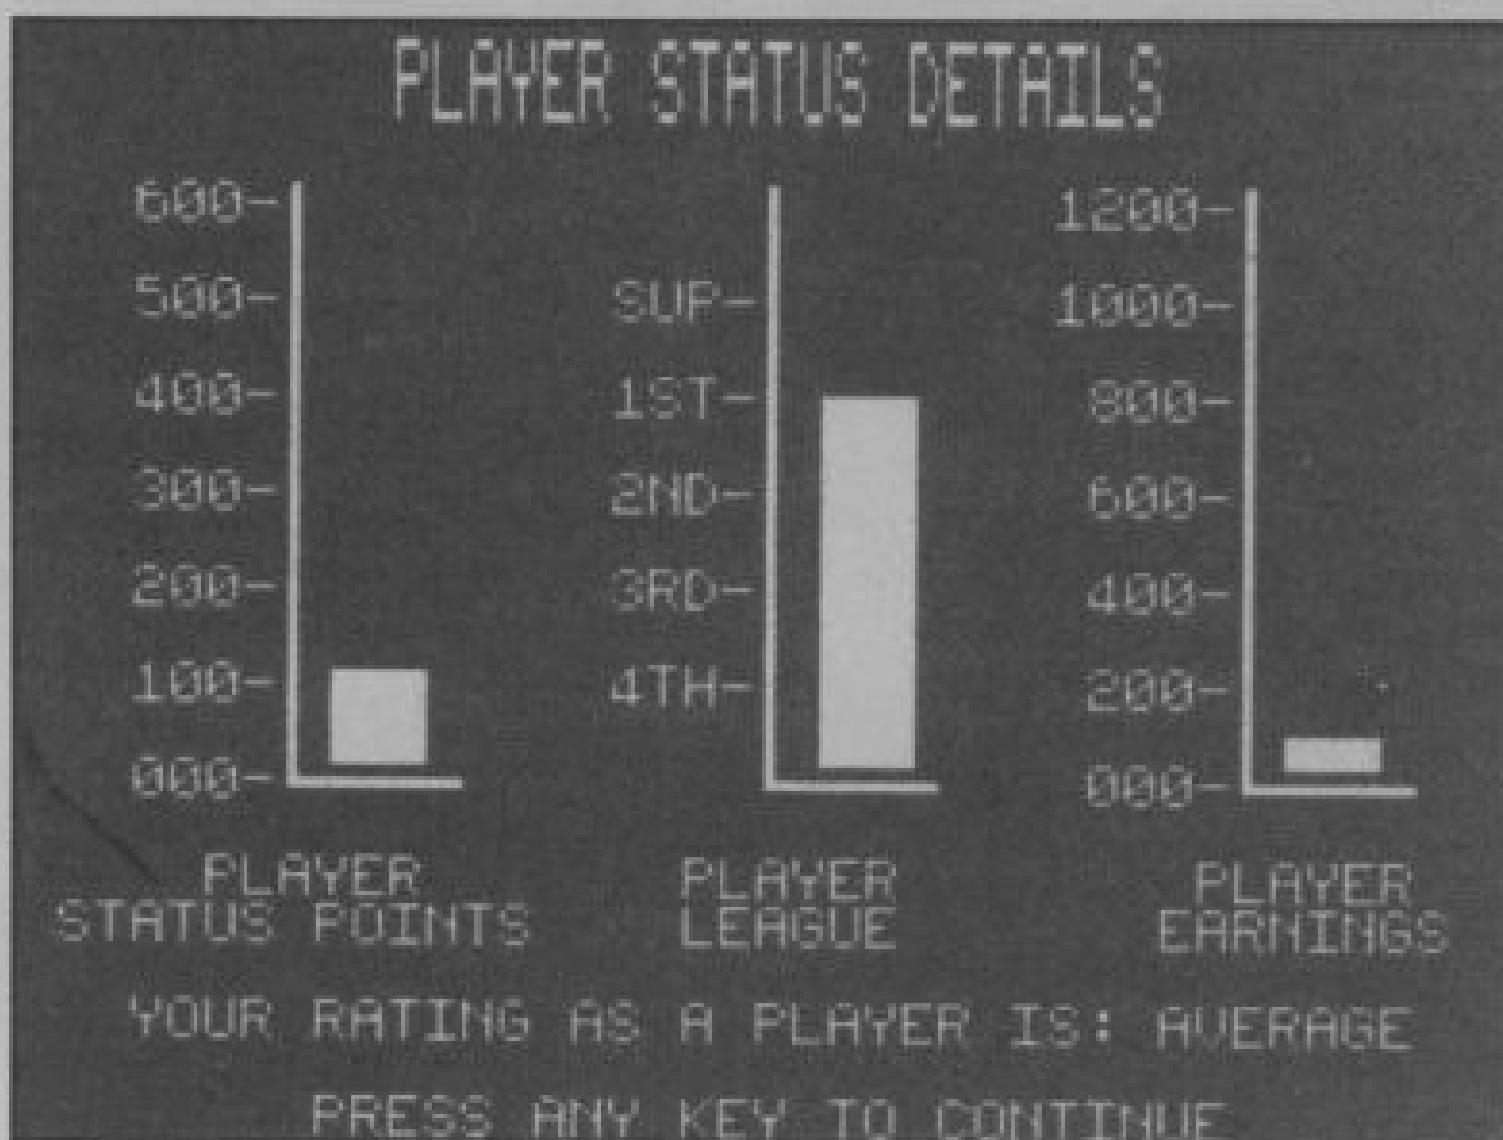 PLAYER STATUS DETAILS
600-
500-
400-
300-
200-
100-
000-
PLAYER
STATUS POINTS
SUP-
1ST-
2ND-
3RD-
4TH-
PLAYER
LEAGUE
1200-
1000-
800-
600-
400-
200-
000-
PLAYER
EARNINGS
YOUR RATING AS A PLAYER IS: AVERAGE
PRESS ANY KEY TO CONTINUE